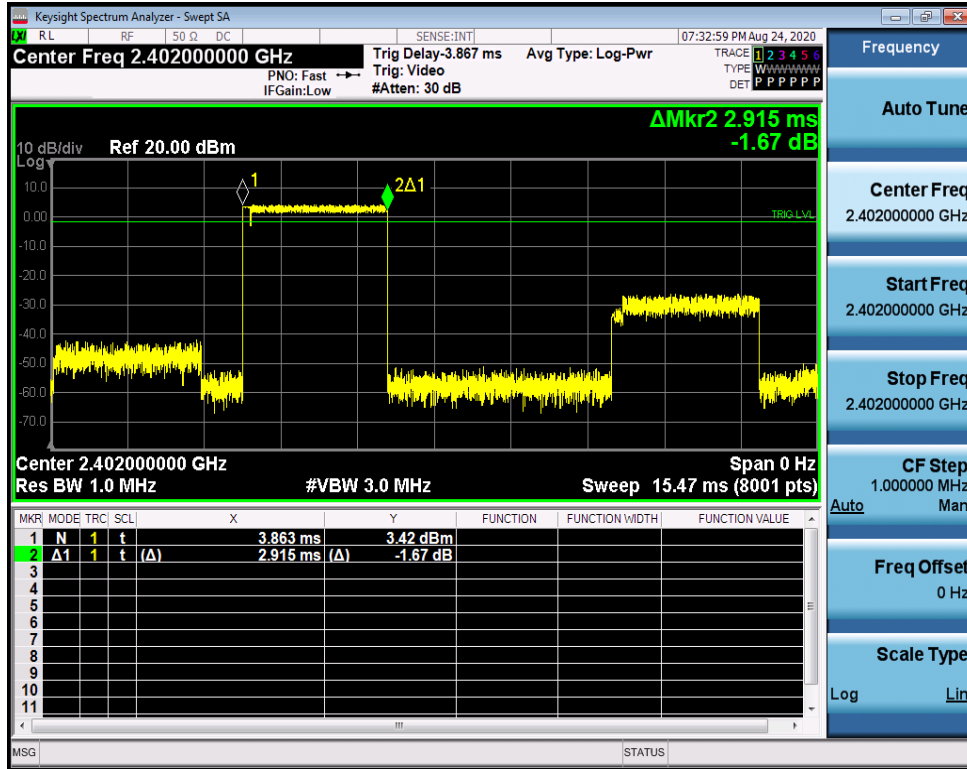 Keysight Spectrum Analyzer - Swept SA
LXI RL RF 50 Ω DC SENSE:INT 07:32:59 PM Aug 24, 2020
Center Freq 2.402000000 GHz Trig Delay-3.867 ms Avg Type: Log-Pwr TRACE 1 2 3 4 5 6
PNO: Fast Trig: Video TYPE WWWWWW
IFGain:Low #Atten: 30 dB DET P P P P P P
ΔMkr2 2.915 ms
-1.67 dB
10 dB/div Ref 20.00 dBm
Log
10.0
0.00
-10.0
-20.0
-30.0
-40.0
-50.0
-60.0
-70.0
1
2Δ1
TRIG LVL
Center 2.402000000 GHz Span 0 Hz
Res BW 1.0 MHz #VBW 3.0 MHz Sweep 15.47 ms (8001 pts)
MKR MODE TRC SCL X Y FUNCTION FUNCTION WIDTH FUNCTION VALUE
1 N 1 t 3.863 ms 3.42 dBm
2 Δ1 1 t (Δ) 2.915 ms (Δ) -1.67 dB
3
4
5
6
7
8
9
10
11
MSG STATUS
Frequency
Auto Tune
Center Freq
2.402000000 GHz
Start Freq
2.402000000 GHz
Stop Freq
2.402000000 GHz
CF Step
1.000000 MHz
Auto Man
Freq Offset
0 Hz
Scale Type
Log Lin